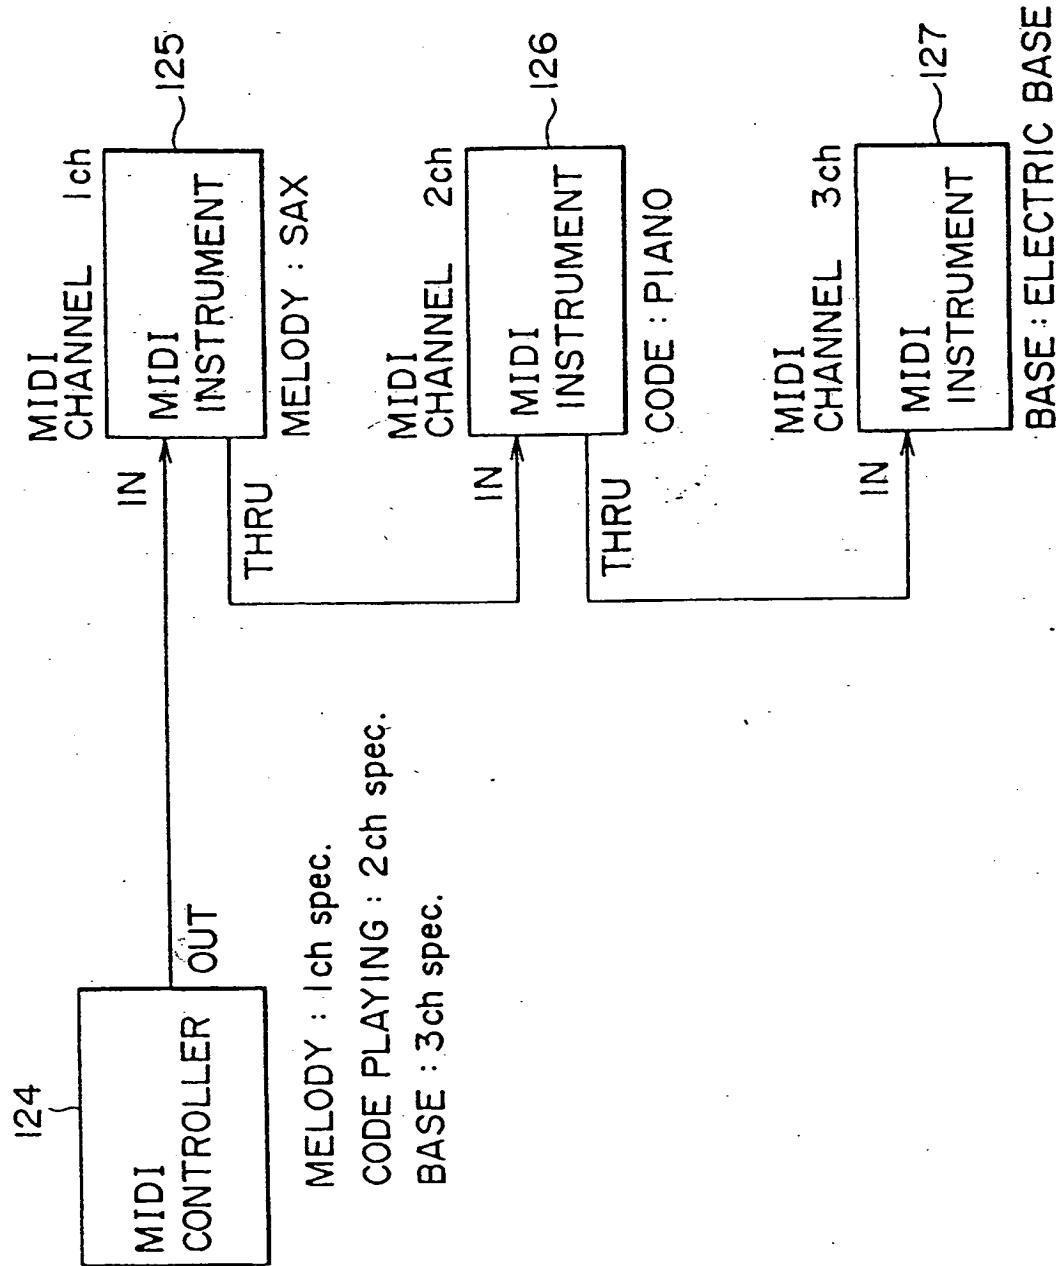 124
MIDI
CONTROLLER
OUT
MELODY : 1ch spec.
CODE PLAYING : 2ch spec.
BASE : 3ch spec.
MIDI
CHANNEL 1ch
IN
MIDI
INSTRUMENT
125
THRU
MELODY : SAX
MIDI
CHANNEL 2ch
IN
MIDI
INSTRUMENT
126
THRU
CODE : PIANO
MIDI
CHANNEL 3ch
IN
MIDI
INSTRUMENT
127
BASE : ELECTRIC BASE